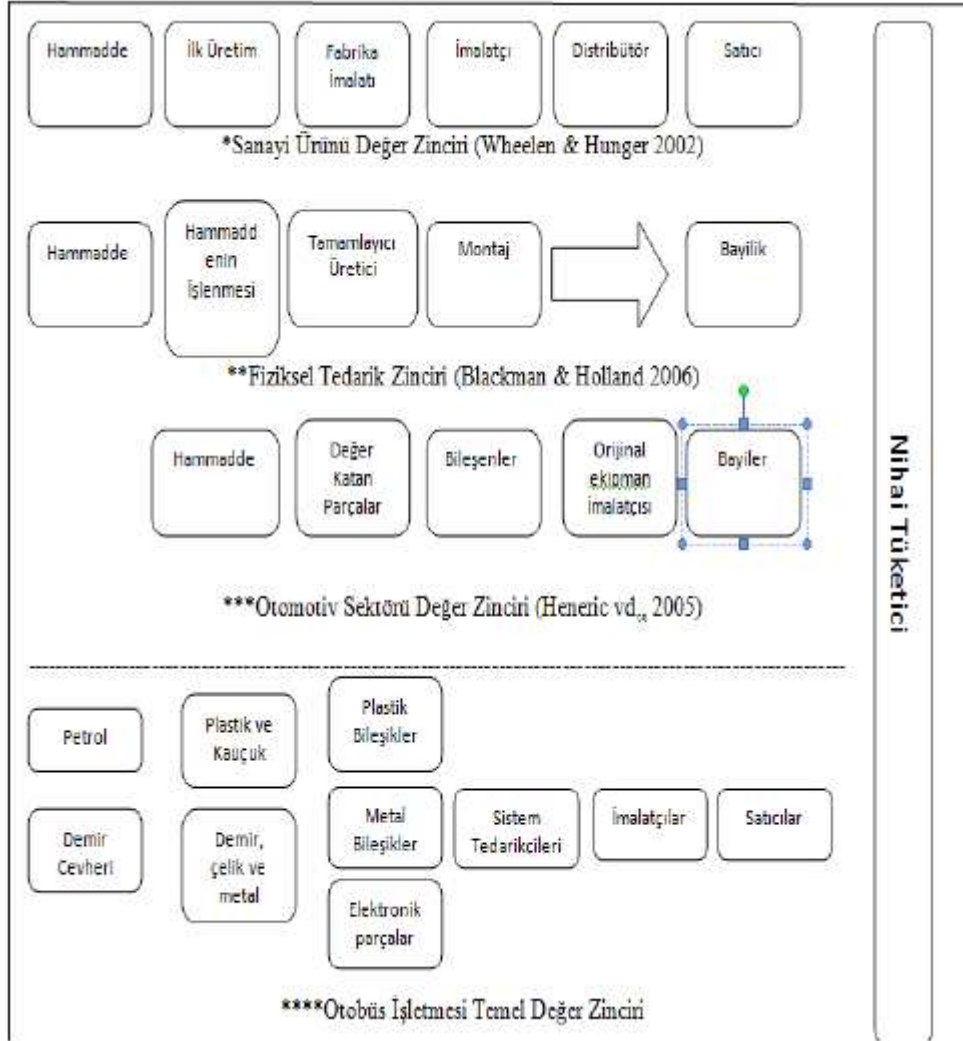 Hammadde
İlk Üretim
Fabrika
İmalatı
İmalatçı
Distribütör
Satıcı
*Sanayi Ürünü Değer Zinciri (Wheelen & Hunger 2002)
Hammadde
Hammadd
enin
İşlenmesi
Tamamlayıcı
Üretici
Montaj
Bayilik
**Fiziksel Tedarik Zinciri (Blackman & Holland 2006)
Hammadde
Değer
Katan
Parçalar
Bileşenler
Orijinal
ekipman
İmalatçısı
Bayiler
***Otomotiv Sektörü Değer Zinciri (Heneric vd., 2005)
Nihai Tüketici
Petrol
Plastik ve
Kauçuk
Plastik
Bileşikler
Demir
Cevheri
Demir,
çelik ve
metal
Metal
Bileşikler
Sistem
Tedarikcileri
İmalatçılar
Satıcılar
Elektronik
parçalar
****Otobüs İşletmesi Temel Değer Zinciri